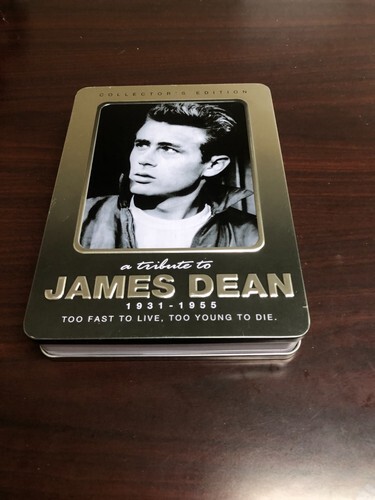 COLLECTOR'S EDITION
a tribute to
JAMES DEAN
1931-1955
TOO FAST TO LIVE, TOO YOUNG TO DIE.